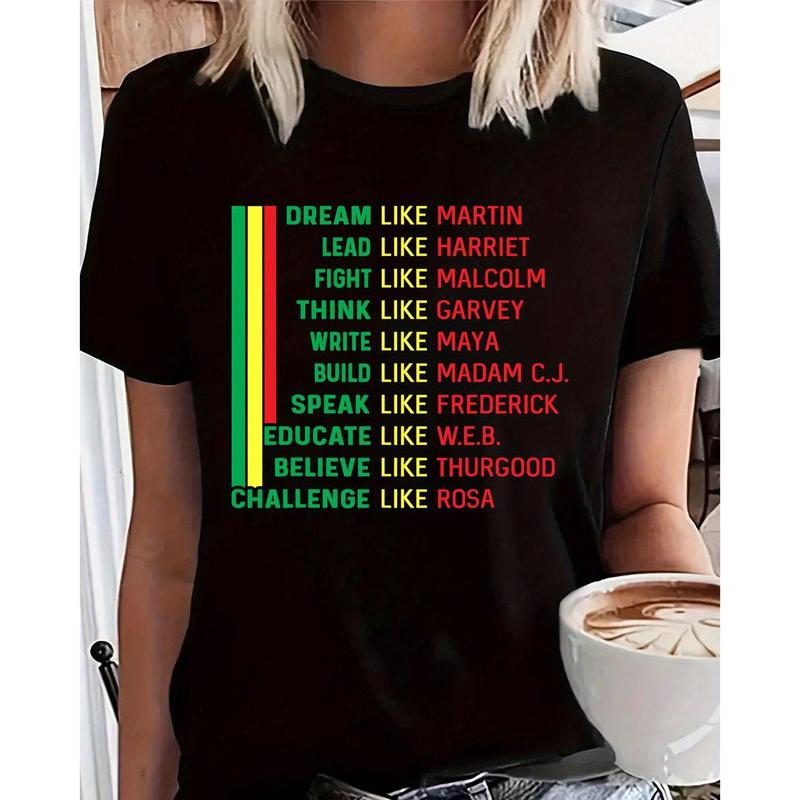 DREAM LIKE MARTIN
LEAD LIKE HARRIET
FIGHT LIKE MALCOLM
THINK LIKE GARVEY
WRITE LIKE MAYA
BUILD LIKE MADAM C.J.
SPEAK LIKE FREDERICK
EDUCATE LIKE W.E.B.
BELIEVE LIKE THURGOOD
CHALLENGE LIKE ROSA